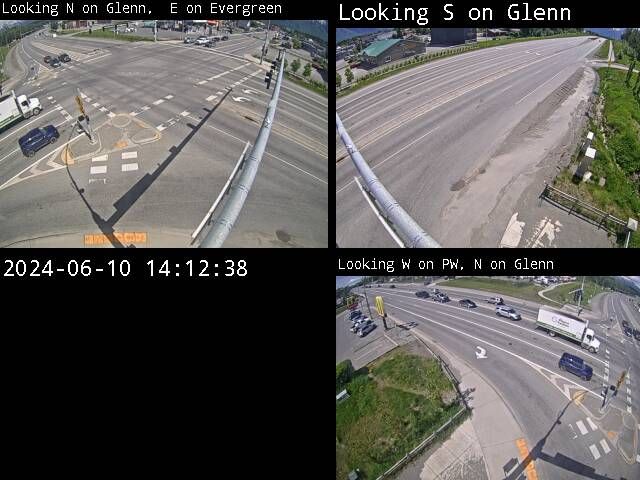 Looking N on Glenn,  E on Evergreen
Looking S on Glenn
2024-06-10 14:12:38
Looking W on PW, N on Glenn